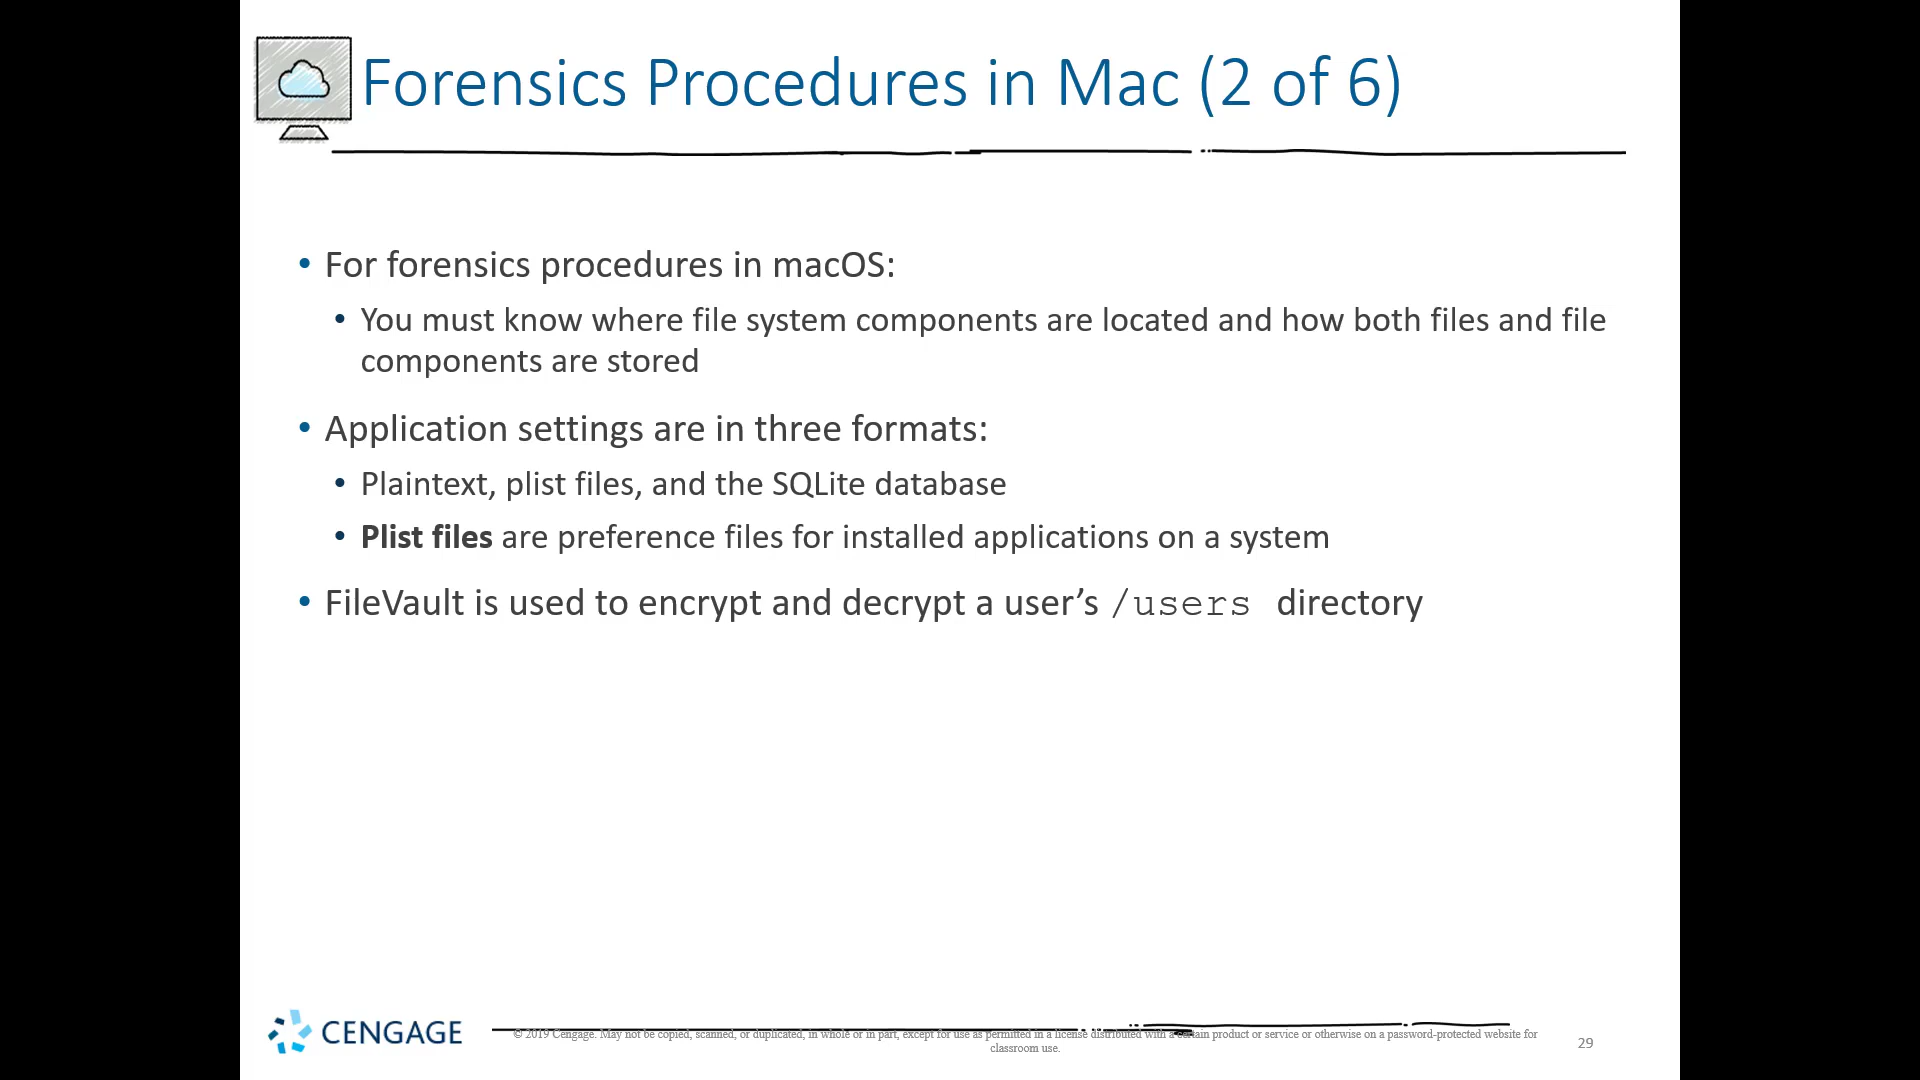 Forensics Procedures in Mac (2 of 6)
• For forensics procedures in macOS:
• You must know where file system components are located and how both files and file
components are stored
• Application settings are in three formats:
• Plaintext, plist files, and the SQLite database
• Plist files are preference files for installed applications on a system
• FileVault is used to encrypt and decrypt a user’s /users directory
CENGAGE
© 2019 Cengage. May not be copied, scanned, or duplicated, in whole or in part, except for use as permitted in a license distributed with a certain product or service or otherwise on a password-protected website for
classroom use.
29